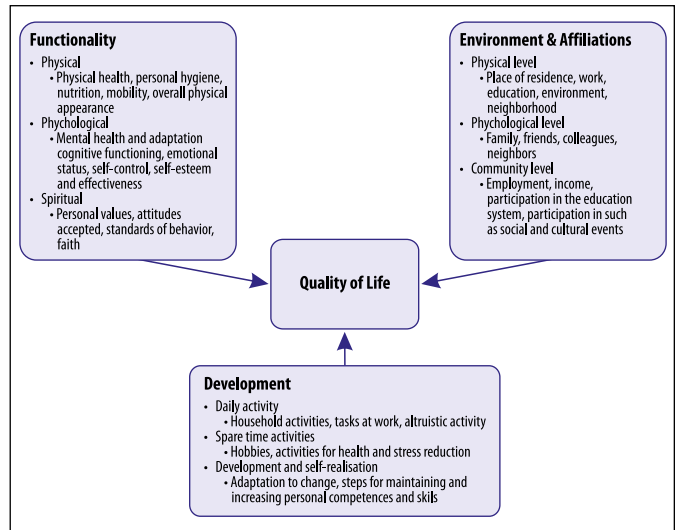 Functionality
• Physical
• Physical health, personal hygiene,
nutrition, mobility, overall physical
appearance
• Phychological
• Mental health and adaptation
cognitive functioning, emotional
status, self-control, self-esteem
and effectiveness
• Spiritual
• Personal values, attitudes
accepted, standards of behavior,
faith
Environment & Affiliations
• Physical level
• Place of residence, work,
education, environment,
neighborhood
• Phychological level
• Family, friends, colleagues,
neighbors
• Community level
• Employment, income,
participation in the education
system, participation in such
as social and cultural events
Quality of Life
Development
• Daily activity
• Household activities, tasks at work, altruistic activity
• Spare time activities
• Hobbies, activities for health and stress reduction
• Development and self-realisation
• Adaptation to change, steps for maintaining and
increasing personal competences and skils